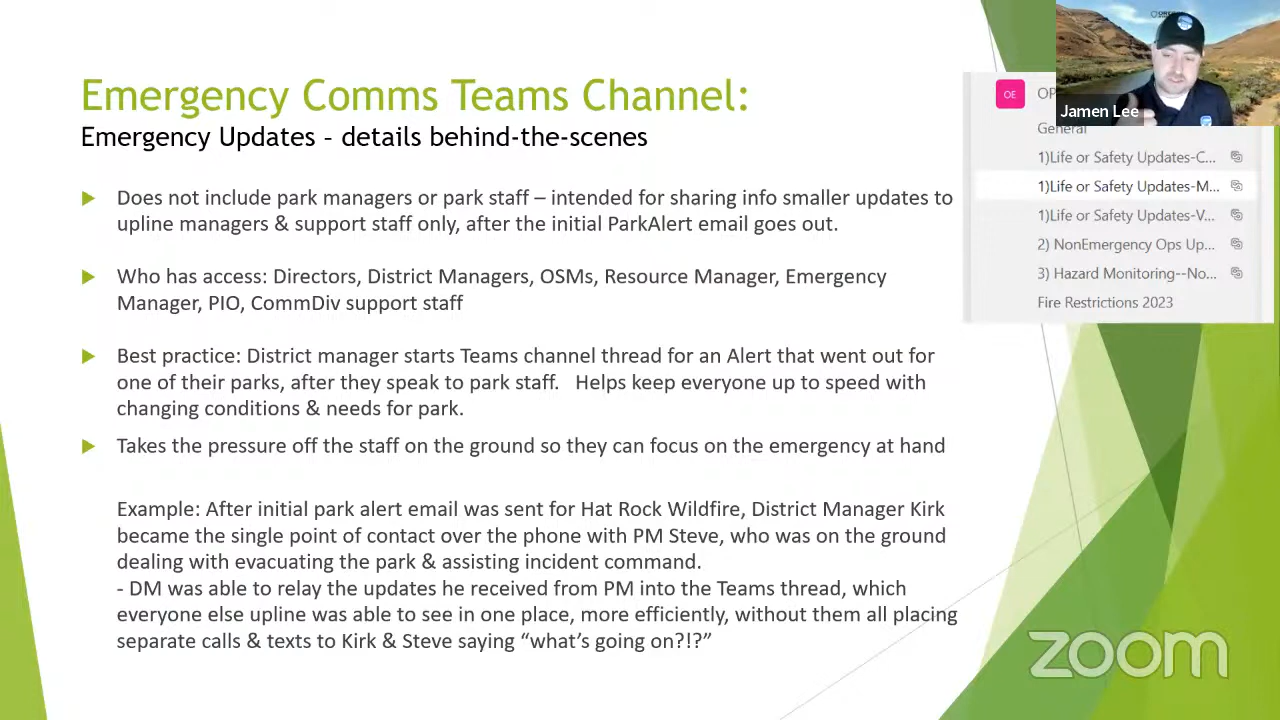 Emergency Comms Teams Channel:
Emergency Updates – details behind-the-scenes
Does not include park managers or park staff – intended for sharing info smaller updates to
upline managers & support staff only, after the initial ParkAlert email goes out.
Who has access: Directors, District Managers, OSMs, Resource Manager, Emergency
Manager, PIO, CommDiv support staff
Best practice: District manager starts Teams channel thread for an Alert that went out for
one of their parks, after they speak to park staff. Helps keep everyone up to speed with
changing conditions & needs for park.
Takes the pressure off the staff on the ground so they can focus on the emergency at hand
Example: After initial park alert email was sent for Hat Rock Wildfire, District Manager Kirk
became the single point of contact over the phone with PM Steve, who was on the ground
dealing with evacuating the park & assisting incident command.
- DM was able to relay the updates he received from PM into the Teams thread, which
everyone else upline was able to see in one place, more efficiently, without them all placing
separate calls & texts to Kirk & Steve saying “what’s going on?!?”
Jamen Lee
OE
General
1)Life or Safety Updates-C...
1)Life or Safety Updates-M...
1)Life or Safety Updates-V...
2) NonEmergency Ops Up...
3) Hazard Monitoring--No...
Fire Restrictions 2023
zoom